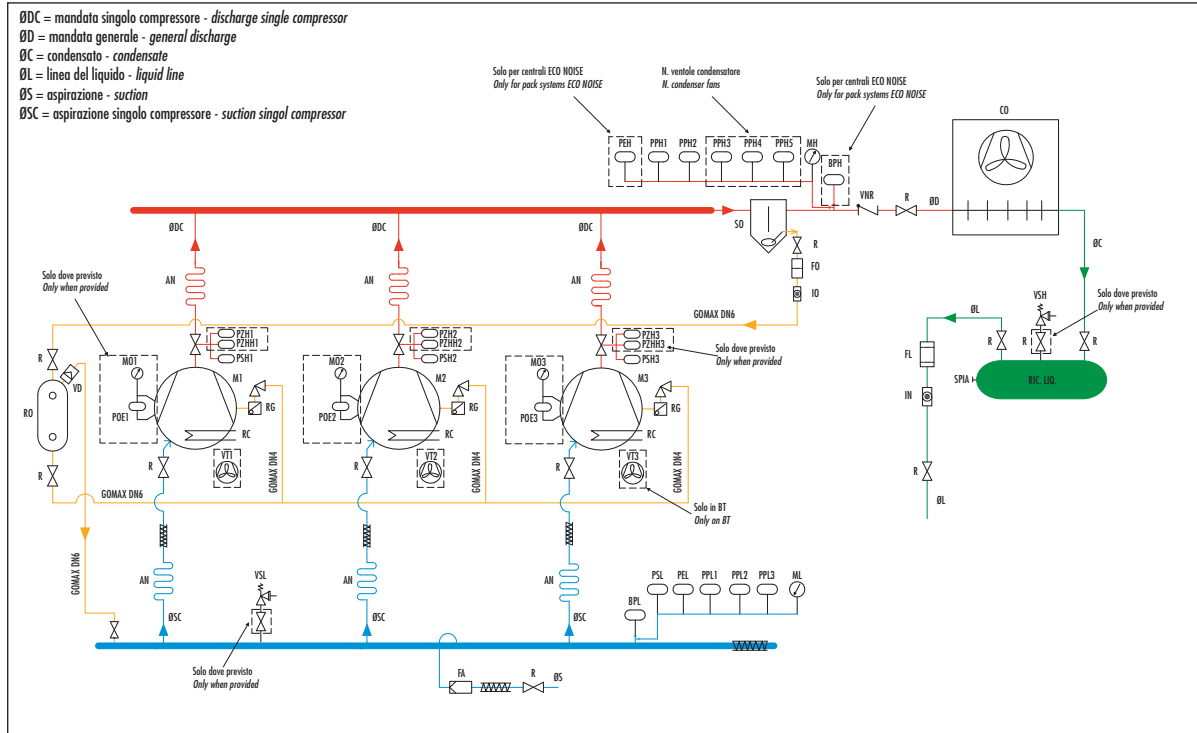 ØDC = mandata singolo compressore - discharge single compressor
ØD = mandata generale - general discharge
ØC = condensato - condensate
ØL = linea del liquido - liquid line
ØS = aspirazione - suction
ØSC = aspirazione singolo compressore - suction singol compressor
Solo per centrali ECO NOISE
Only for pack systems ECO NOISE
N. ventole condensatore
N. condenser fans
Solo per centrali ECO NOISE
Only for pack systems ECO NOISE
CO
PEH PPH1 PPH2 PPH3 PPH4 PPH5 MH
BPH
VNR R ØD
SO
ØDC ØDC ØDC
R
ØC
FO
AN AN AN
IO
Solo dove previsto
Only when provided
VSH
Solo dove previsto
Only when provided
GOMAX DN6
ØL
PZH1 PZH2 PZH3
PZHH1 PZHH2 PZHH3
PSH1 PSH2 PSH3
Solo dove previsto
Only when provided
R R R
FL
R
VD
MO1 M1 MO2 M2 MO3 M3
SPIA RIC. LIQ.
IN
RO
POE1 RG POE2 RG POE3 RG
RC RC RC
R R R R
VT1 VT2 VT3
R
GOMAX DN4 GOMAX DN4 GOMAX DN4
GOMAX DN6
ØL
Solo in BT
Only on BT
GOMAX DN6
AN AN AN
VSL
PSL PEL PPL1 PPL2 PPL3 ML
BPL
ØSC ØSC ØSC
Solo dove previsto
Only when provided
FA R ØS